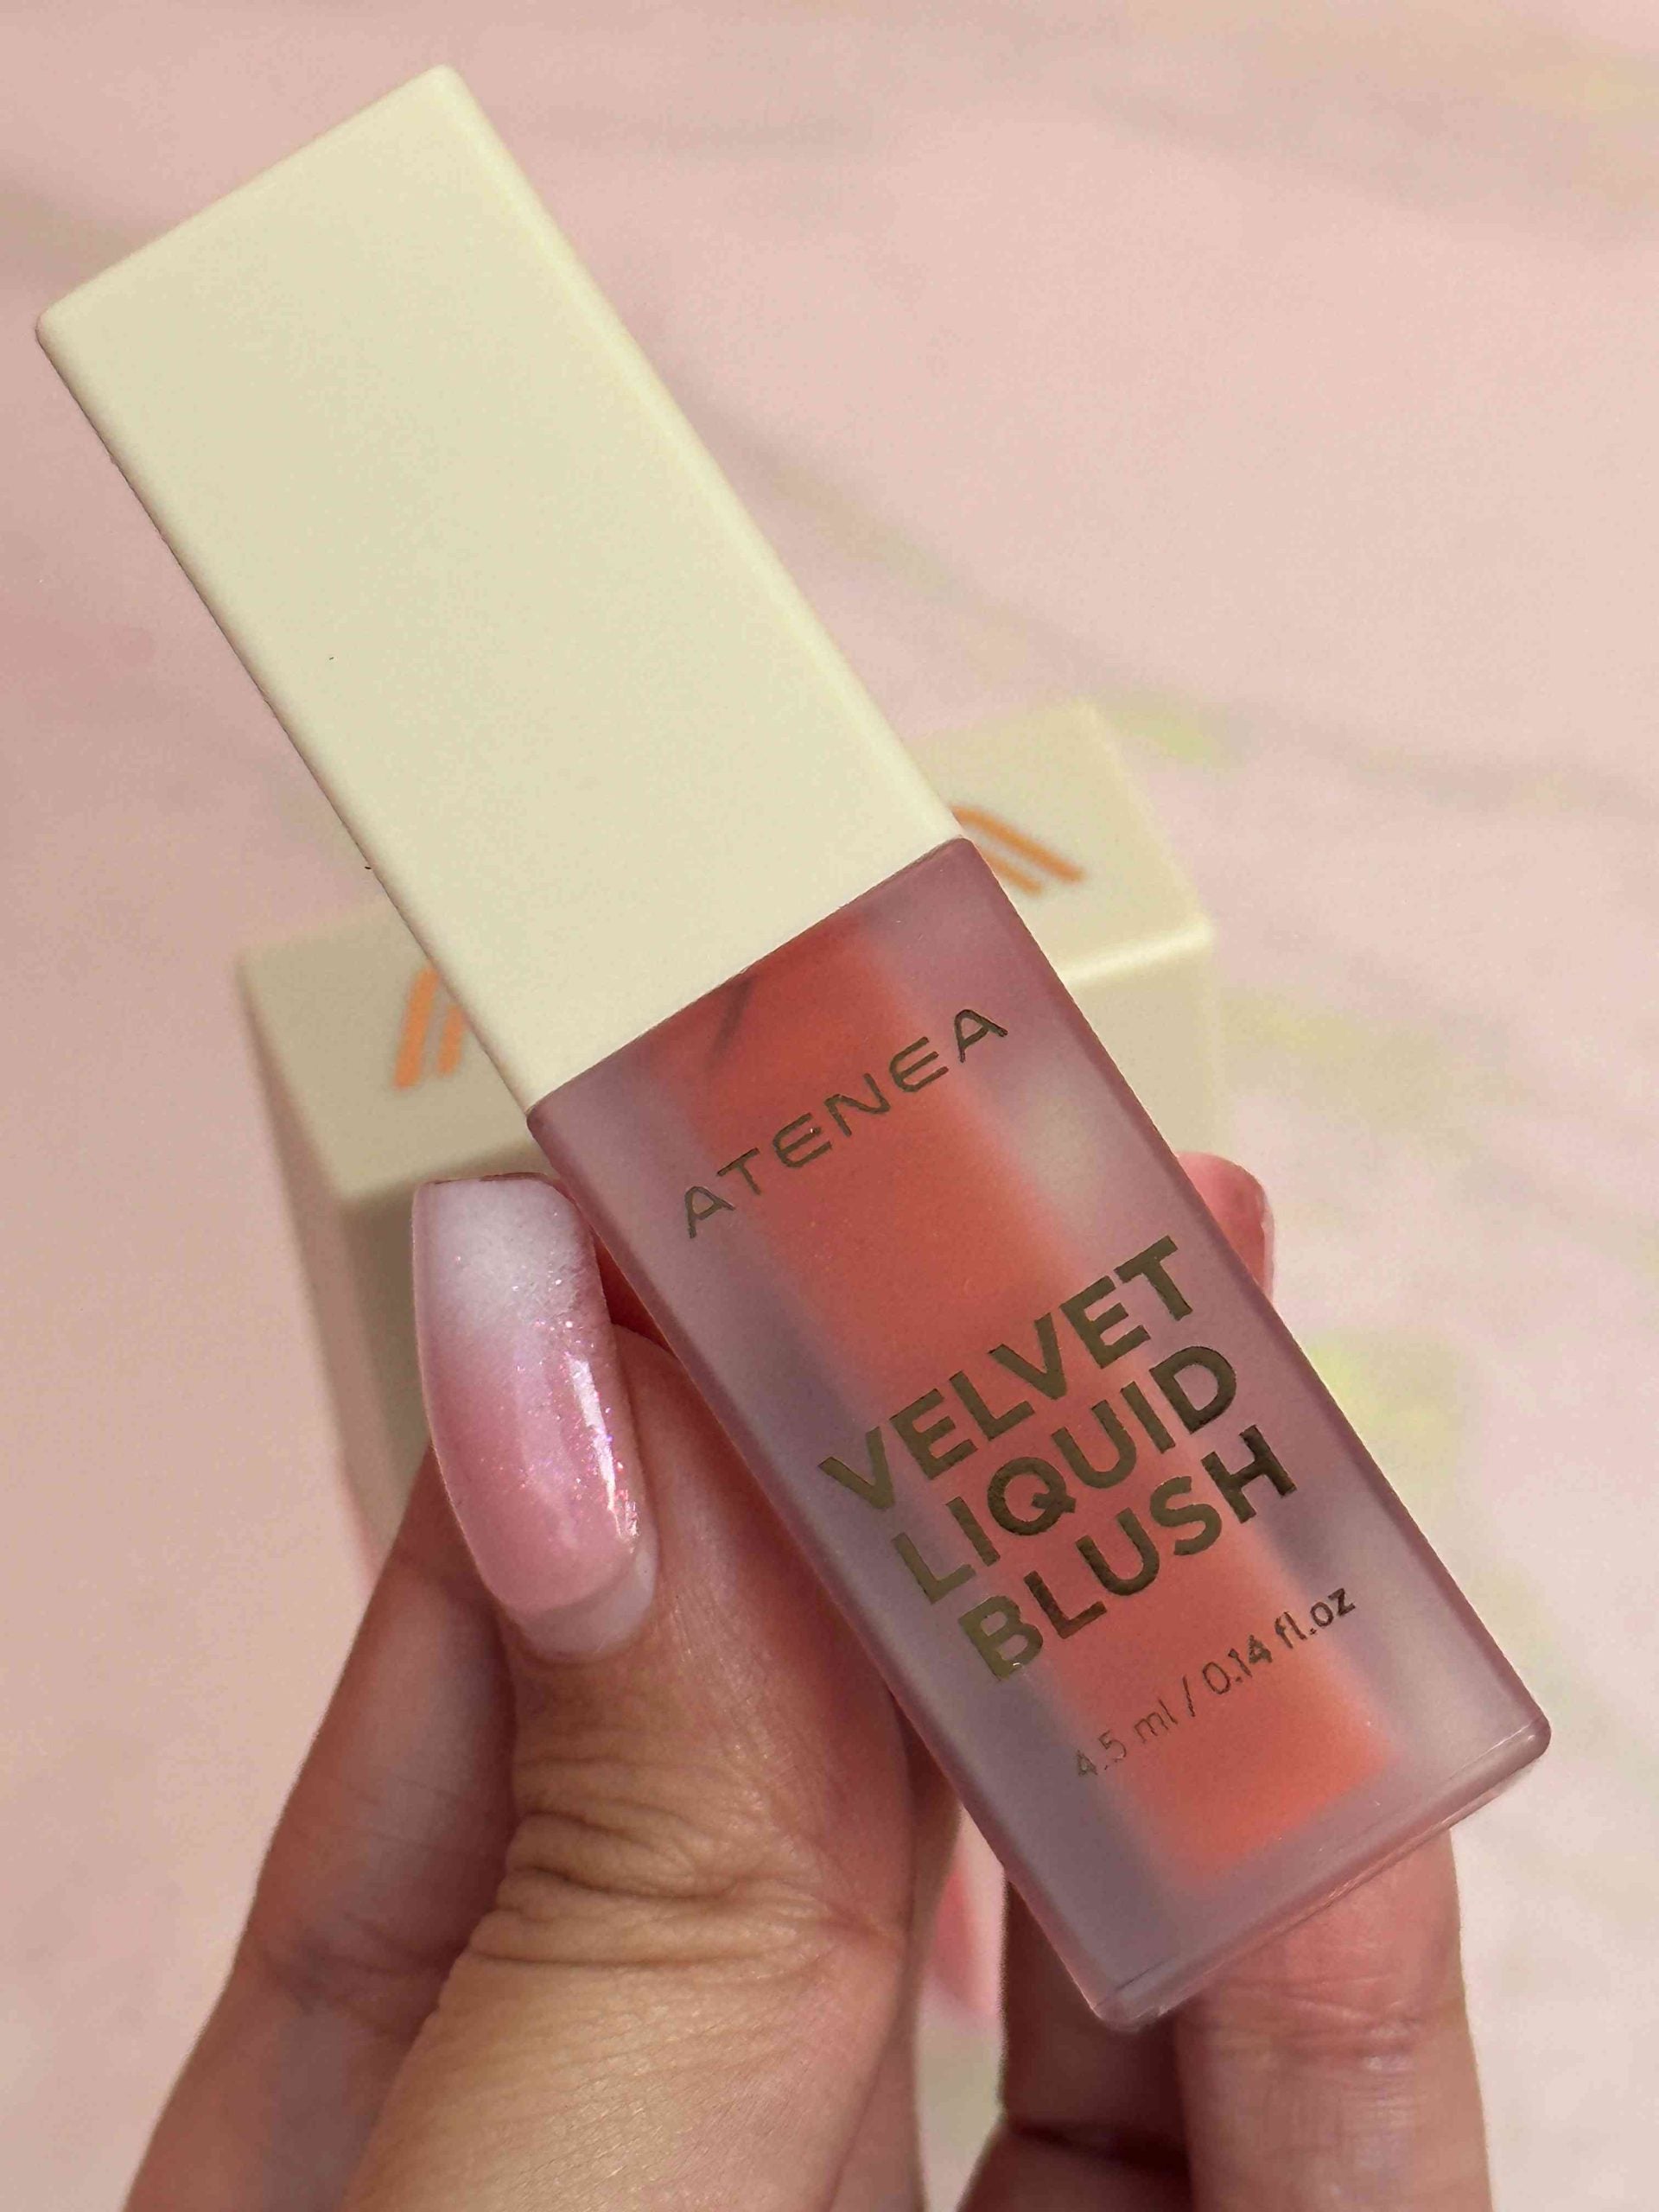 ATENEA
VELVET
LIQUID
BLUSH
4.5 ml / 0.14 fl.oz